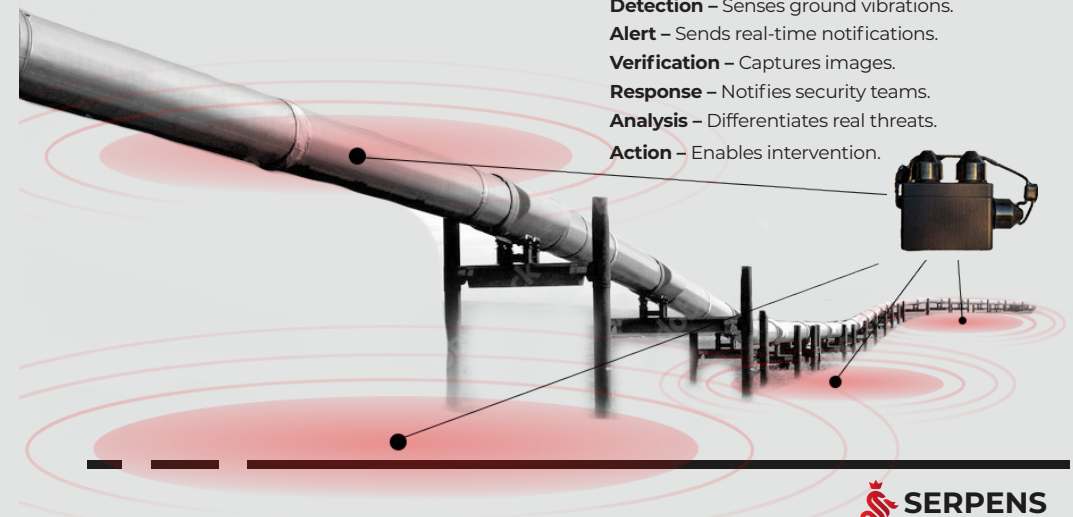 Detection – Senses ground vibrations.
Alert – Sends real-time notifications.
Verification – Captures images.
Response – Notifies security teams.
Analysis – Differentiates real threats.
Action – Enables intervention.
SERPENS